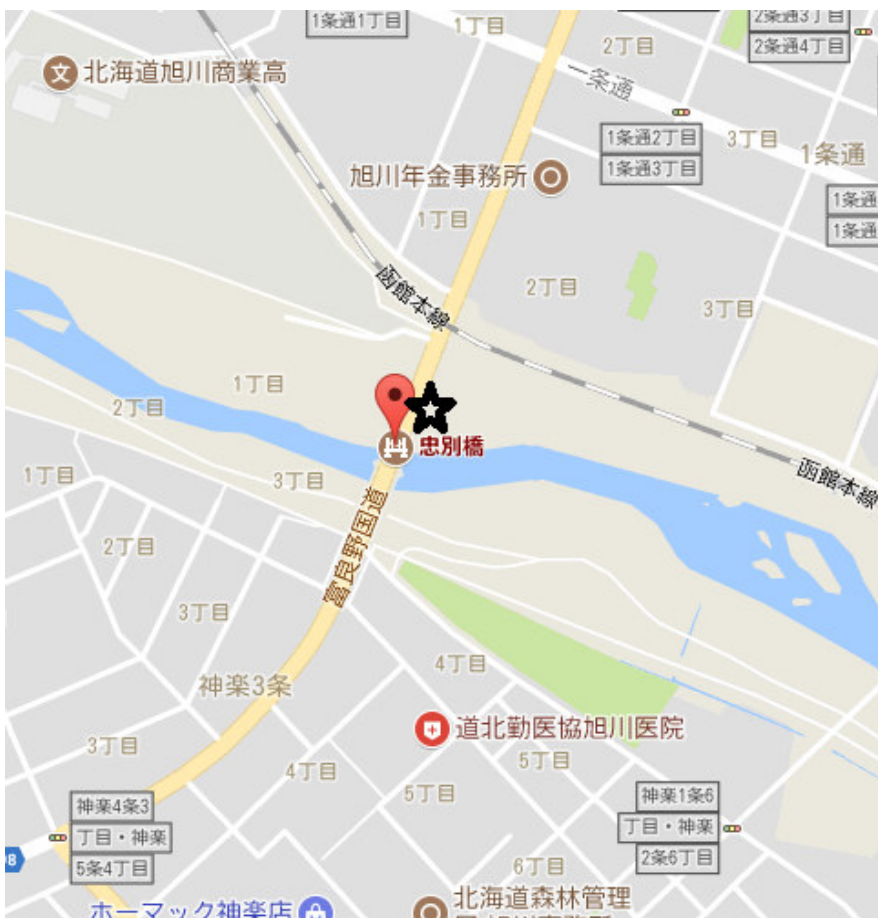 1条通1丁目
1丁目
2条通3丁目
2条通4丁目
2丁目
北海道旭川商業高
一条通
1条通2丁目
1条通3丁目
3丁目
1条通
旭川年金事務所
1条通
1条通
1丁目
函館本線
2丁目
3丁目
1丁目
2丁目
忠別橋
函館本線
1丁目
3丁目
富良野国道
2丁目
3丁目
4丁目
神楽3条
道北勤医協旭川医院
3丁目
4丁目
5丁目
5丁目
神楽4条3
丁目・神楽
5条4丁目
神楽1条6
丁目・神楽
2条6丁目
6丁目
ホーマック神楽店
北海道森林管理